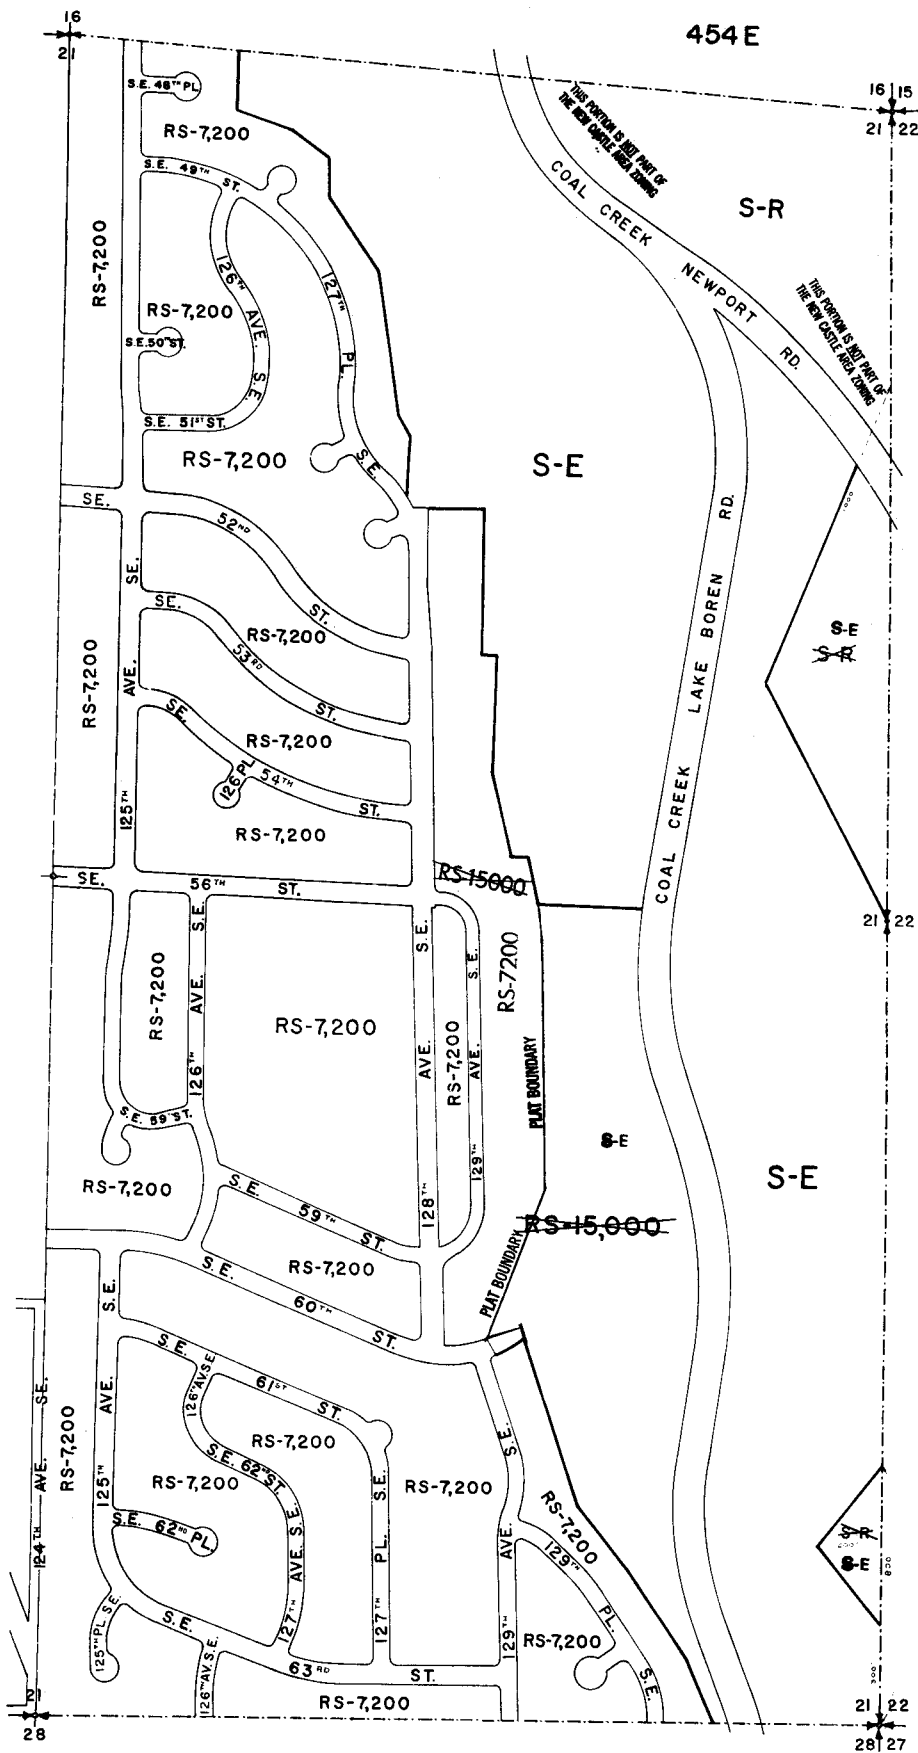 454E
16
21
16 15
21 22
S.E. 48TH PL.
RS-7,200
S.E. 49TH ST.
THIS PORTION IS NOT PART OF
THE NEW CASTLE AREA ZONING
COAL CREEK NEWPORT RD.
S-R
RS-7,200
126TH AVE. S.E.
127TH PL. S.E.
RS-7,200
S.E. 50TH ST.
THIS PORTION IS NOT PART OF
THE NEW CASTLE AREA ZONING
S.E. 51ST ST.
RS-7,200
S-E
SE. 52ND ST.
300
SE. 53RD ST.
RS-7,200
S-E
S-R
RS-7,200
125TH AVE. SE.
SE. 54TH ST.
RS-7,200
126 PL
RS-7,200
COAL CREEK LAKE BOREN RD.
SE. 56TH ST.
RS 15000
21 22
RS-7,200
126TH AVE. S.E.
RS-7,200
128TH AVE. S.E.
RS-7,200
129TH AVE. S.E.
RS-7200
PLAT BOUNDARY
S.E. 59TH ST.
S-E
S-E
RS-7,200
S.E. 59TH ST.
RS-15,000
RS-7,200
PLAT BOUNDARY
S.E. 60TH ST.
S.E. 61ST ST.
126TH AV. S.E.
124TH AVE. SE.
RS-7,200
125TH AVE. S.E.
RS-7,200
S.E. 62ND ST.
RS-7,200
RS-7,200
127TH PL. S.E.
129TH AVE. S.E.
RS-7,200
S.E. 62ND PL.
127TH AVE. S.E.
129TH PL. S.E.
S-R
200
S-E
300
RS-7,200
125TH PL. SE.
S.E. 63RD ST.
126TH AV. S.E.
RS-7,200
300
21
28
21 22
28 27